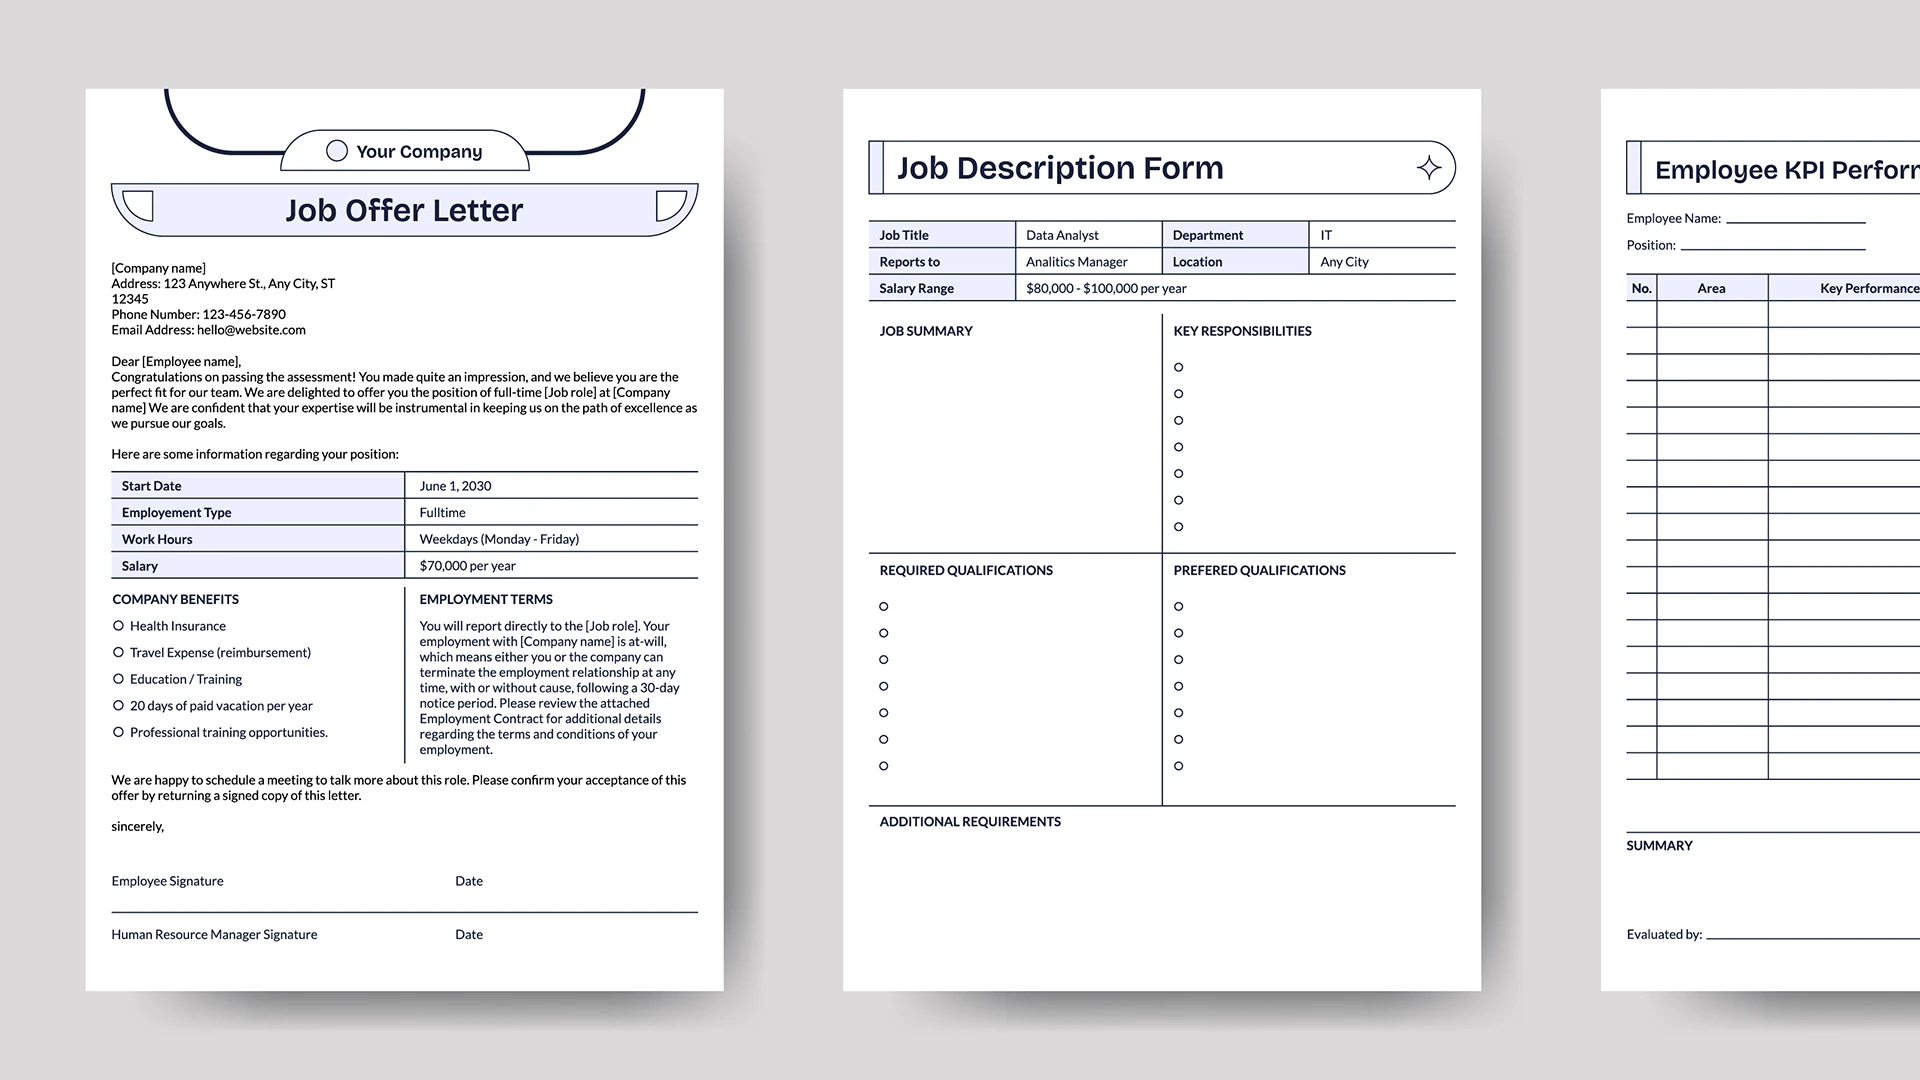 Your Company
Job Offer Letter
[Company name]
Address: 123 Anywhere St., Any City, ST
12345
Phone Number: 123-456-7890
Email Address: hello@website.com
Dear [Employee name],
Congratulations on passing the assessment! You made quite an impression, and we believe you are the
perfect fit for our team. We are delighted to offer you the position of full-time [Job role] at [Company
name] We are confident that your expertise will be instrumental in keeping us on the path of excellence as
we pursue our goals.
Here are some information regarding your position:
Start Date June 1, 2030
Employement Type Fulltime
Work Hours Weekdays (Monday - Friday)
Salary $70,000 per year
COMPANY BENEFITS
Health Insurance
Travel Expense (reimbursement)
Education / Training
20 days of paid vacation per year
Professional training opportunities.
EMPLOYMENT TERMS
You will report directly to the [Job role]. Your
employment with [Company name] is at-will,
which means either you or the company can
terminate the employment relationship at any
time, with or without cause, following a 30-day
notice period. Please review the attached
Employment Contract for additional details
regarding the terms and conditions of your
employment.
We are happy to schedule a meeting to talk more about this role. Please confirm your acceptance of this
offer by returning a signed copy of this letter.
sincerely,
Employee Signature Date
Human Resource Manager Signature Date
Job Description Form
Job Title Data Analyst Department IT
Reports to Analitics Manager Location Any City
Salary Range $80,000 - $100,000 per year
JOB SUMMARY
KEY RESPONSIBILITIES
REQUIRED QUALIFICATIONS
PREFERED QUALIFICATIONS
ADDITIONAL REQUIREMENTS
Employee KPI Perforn
Employee Name:
Position:
No. Area Key Performance
SUMMARY
Evaluated by: